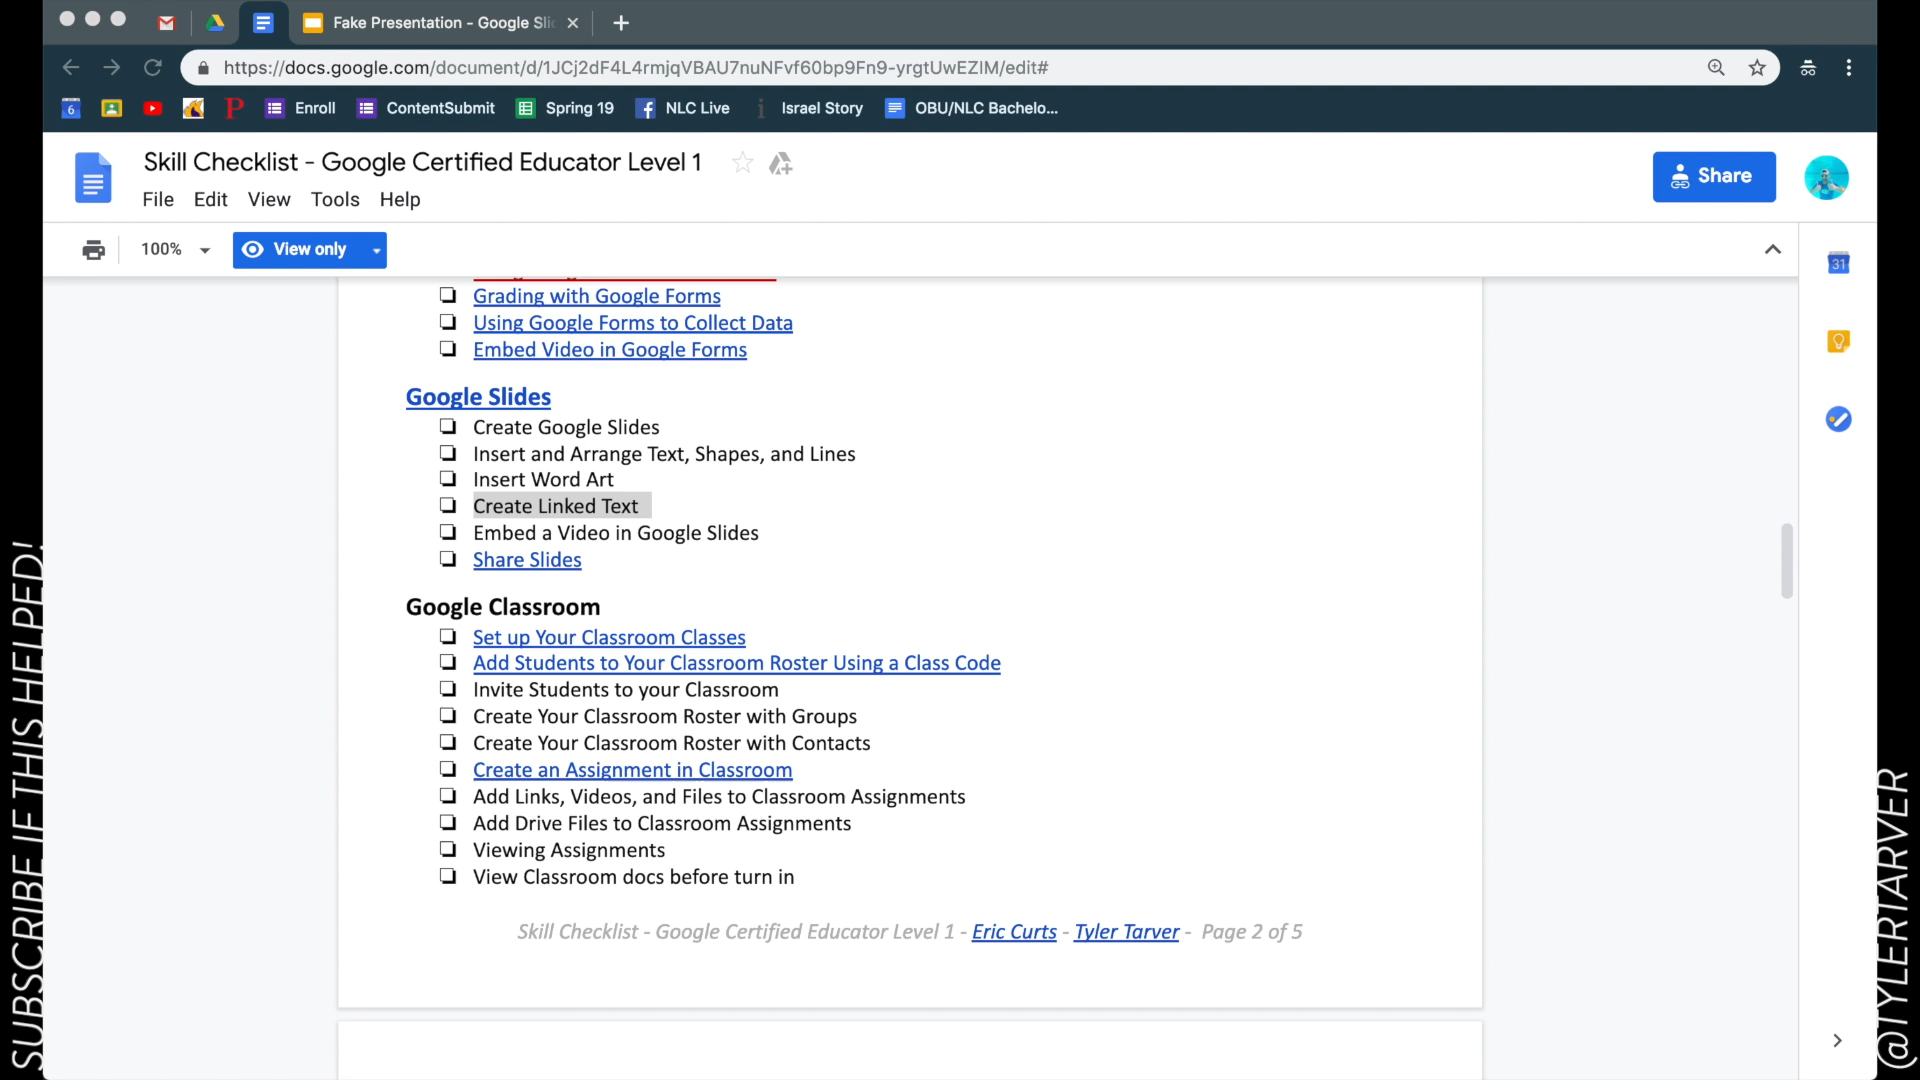 Fake Presentation - Google Sli
https://docs.google.com/document/d/1JCj2dF4L4rmjqVBAU7nuNFvf60bp9Fn9-yrgtUwEZIM/edit#
6 P Enroll ContentSubmit Spring 19 NLC Live Israel Story OBU/NLC Bachelo...
Skill Checklist - Google Certified Educator Level 1
Share
File Edit View Tools Help
100% View only
31
Grading with Google Forms
Using Google Forms to Collect Data
Embed Video in Google Forms
Google Slides
Create Google Slides
Insert and Arrange Text, Shapes, and Lines
Insert Word Art
Create Linked Text
Embed a Video in Google Slides
Share Slides
Google Classroom
Set up Your Classroom Classes
Add Students to Your Classroom Roster Using a Class Code
Invite Students to your Classroom
Create Your Classroom Roster with Groups
Create Your Classroom Roster with Contacts
Create an Assignment in Classroom
Add Links, Videos, and Files to Classroom Assignments
Add Drive Files to Classroom Assignments
Viewing Assignments
View Classroom docs before turn in
Skill Checklist - Google Certified Educator Level 1 - Eric Curts - Tyler Tarver - Page 2 of 5
SUBSCRIBE IF THIS HELPED!
@TYLERTARVER